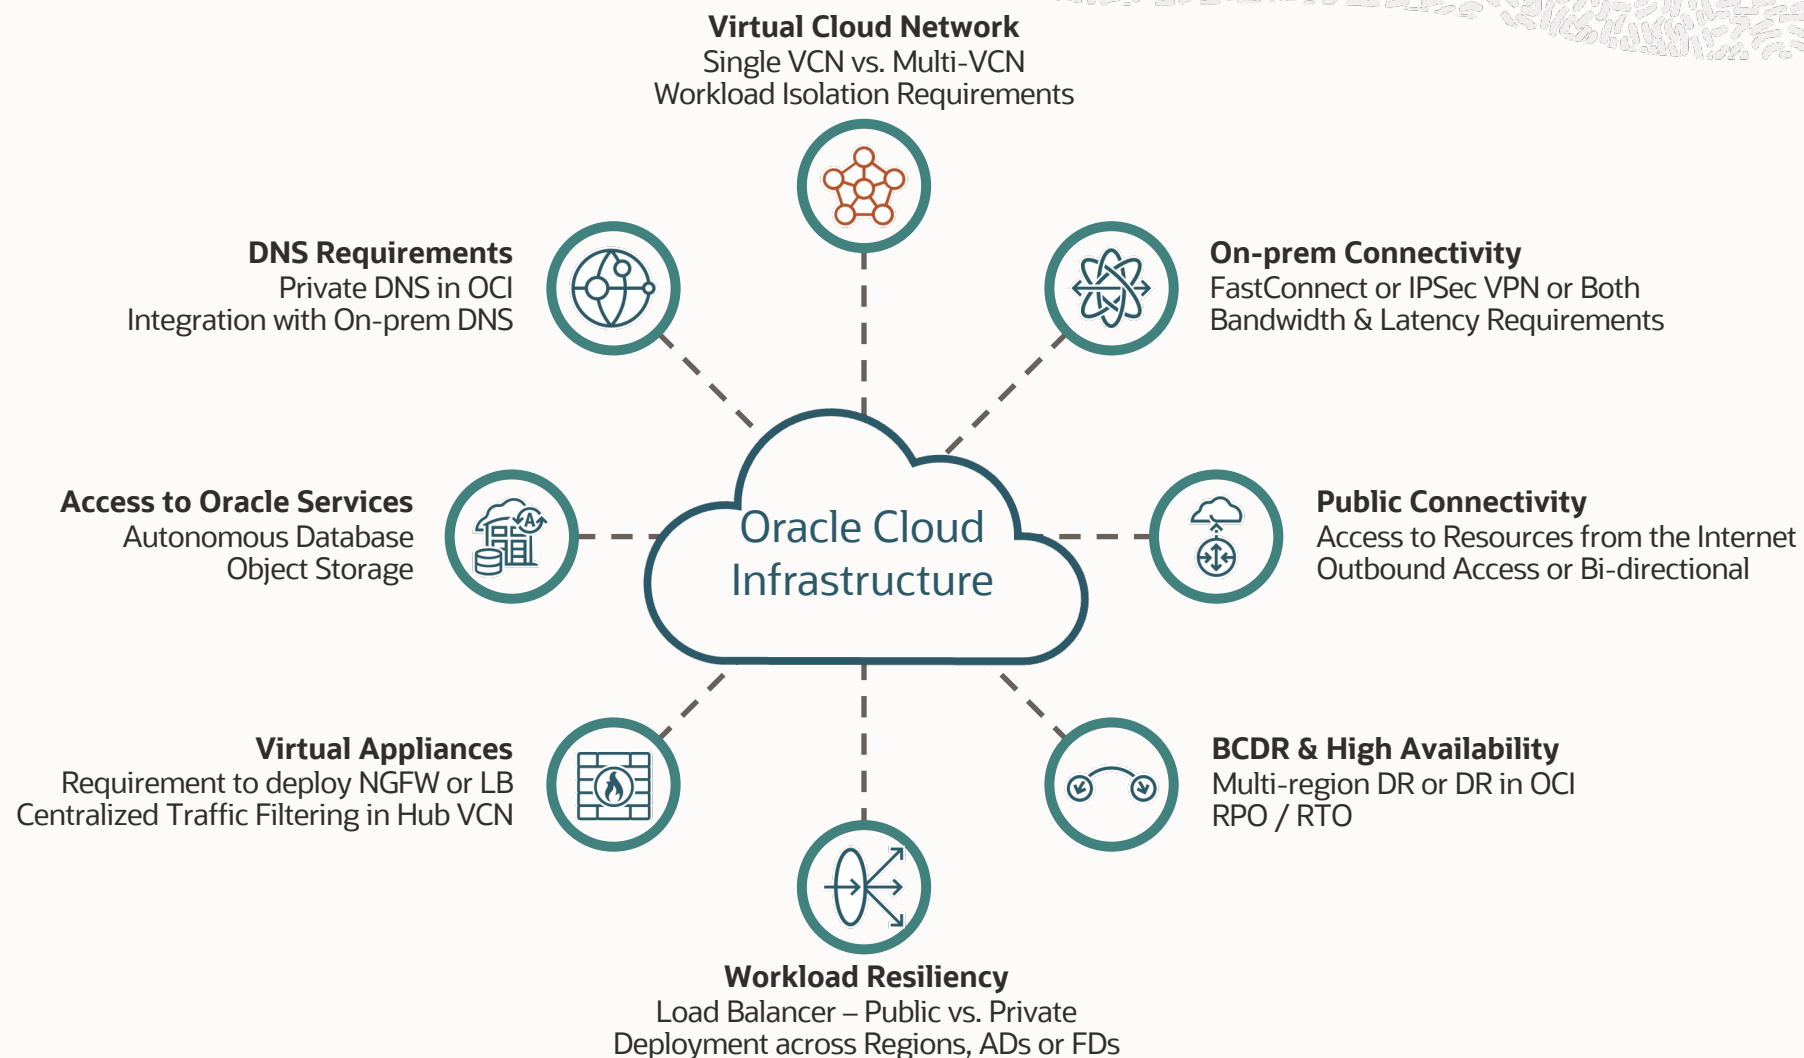 Virtual Cloud Network
Single VCN vs. Multi-VCN
Workload Isolation Requirements
DNS Requirements
Private DNS in OCI
Integration with On-prem DNS
On-prem Connectivity
FastConnect or IPSec VPN or Both
Bandwidth & Latency Requirements
Access to Oracle Services
Autonomous Database
Object Storage
A
Oracle Cloud
Infrastructure
Public Connectivity
Access to Resources from the Internet
Outbound Access or Bi-directional
Virtual Appliances
Requirement to deploy NGFW or LB
Centralized Traffic Filtering in Hub VCN
BCDR & High Availability
Multi-region DR or DR in OCI
RPO / RTO
Workload Resiliency
Load Balancer – Public vs. Private
Deployment across Regions, ADs or FDs